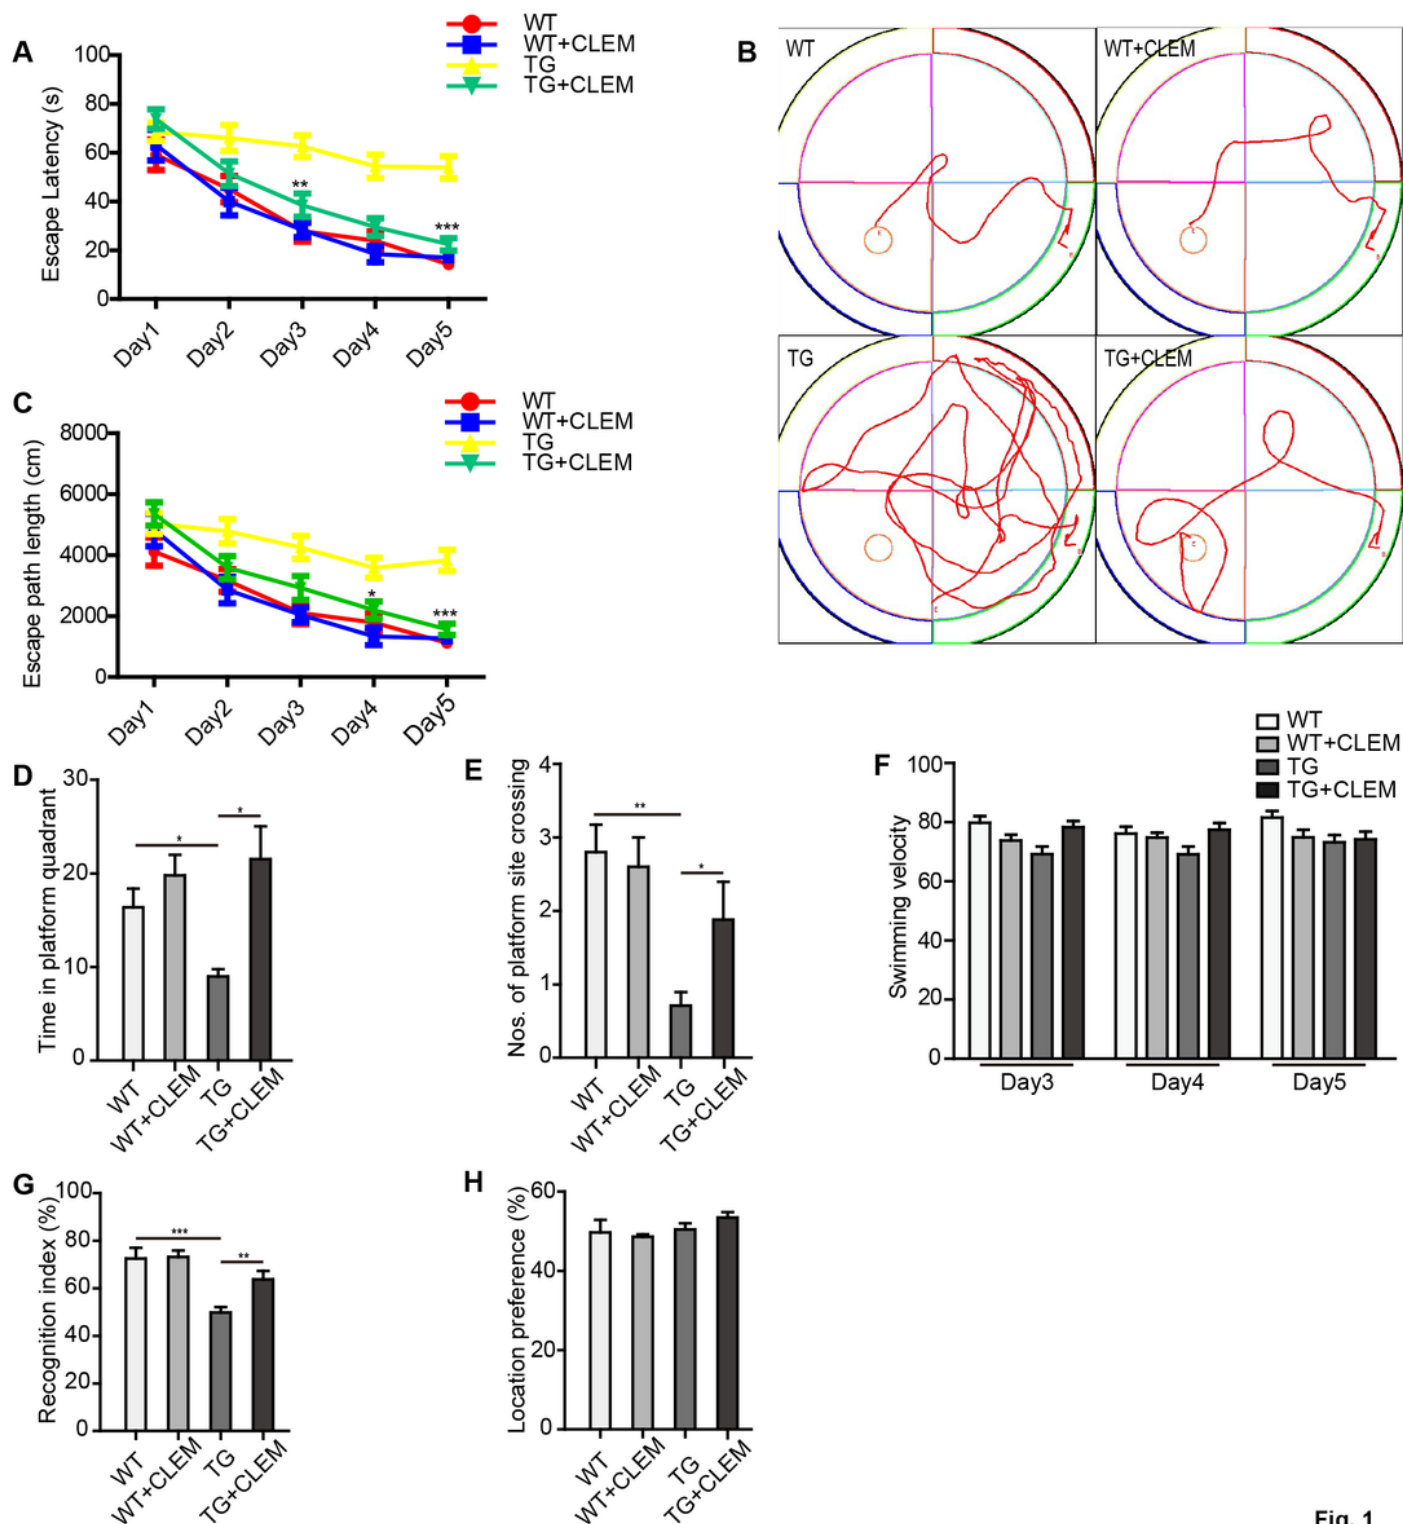 A
WT
WT+CLEM
TG
TG+CLEM
Escape Latency (s)
100
80
60
40
20
0
**
***
Day1
Day2
Day3
Day4
Day5
B
WT
WT+CLEM
TG
TG+CLEM
C
WT
WT+CLEM
TG
TG+CLEM
Escape path length (cm)
8000
6000
4000
2000
0
*
***
Day1
Day2
Day3
Day4
Day5
D
Time in platform quadrant
30
20
10
0
*
*
WT
WT+CLEM
TG
TG+CLEM
E
Nos. of platform site crossing
4
3
2
1
0
**
*
WT
WT+CLEM
TG
TG+CLEM
F
WT
WT+CLEM
TG
TG+CLEM
Swimming velocity
100
80
60
40
20
0
Day3
Day4
Day5
G
Recognition index (%)
100
80
60
40
20
0
***
**
WT
WT+CLEM
TG
TG+CLEM
H
Location preference (%)
60
40
20
0
WT
WT+CLEM
TG
TG+CLEM
Fig. 1